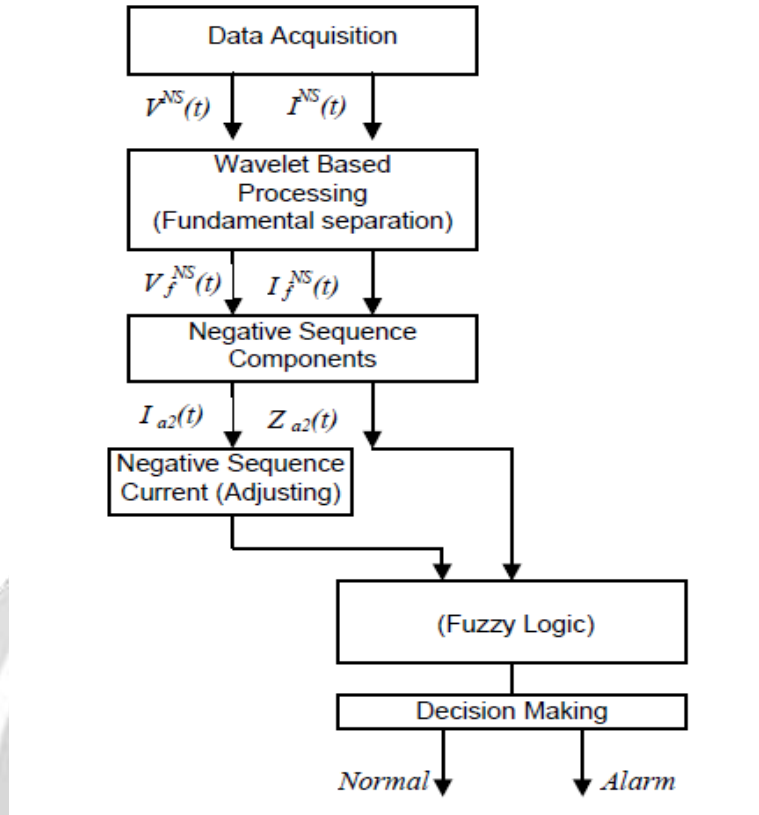 Data Acquisition
V^NS(t) I^NS(t)
Wavelet Based
Processing
(Fundamental separation)
V_f^NS(t) I_f^NS(t)
Negative Sequence
Components
I_a2(t) Z_a2(t)
Negative Sequence
Current (Adjusting)
(Fuzzy Logic)
Decision Making
Normal Alarm